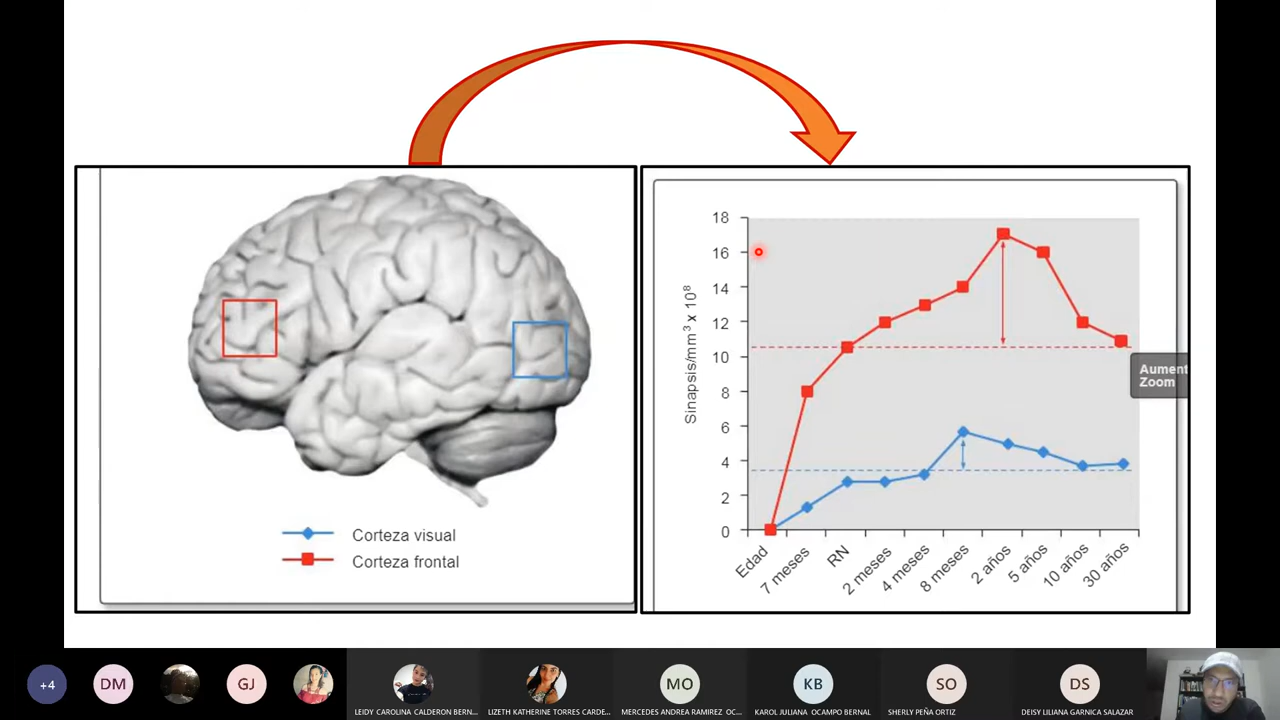 Corteza visual
Corteza frontal
Sinapsis/mm³ x 10⁸
18
16
14
12
10
8
6
4
2
0
Edad
7 meses
RN
2 meses
4 meses
8 meses
2 años
5 años
10 años
30 años
Aument
Zoom
+4
DM
GJ
MO
KB
SO
DS
LEIDY CAROLINA CALDERON BERN...
LIZETH KATHERINE TORRES CARDE...
MERCEDES ANDREA RAMIREZ OC...
KAROL JULIANA OCAMPO BERNAL
SHERLY PEÑA ORTIZ
DEISY LILIANA GARNICA SALAZAR